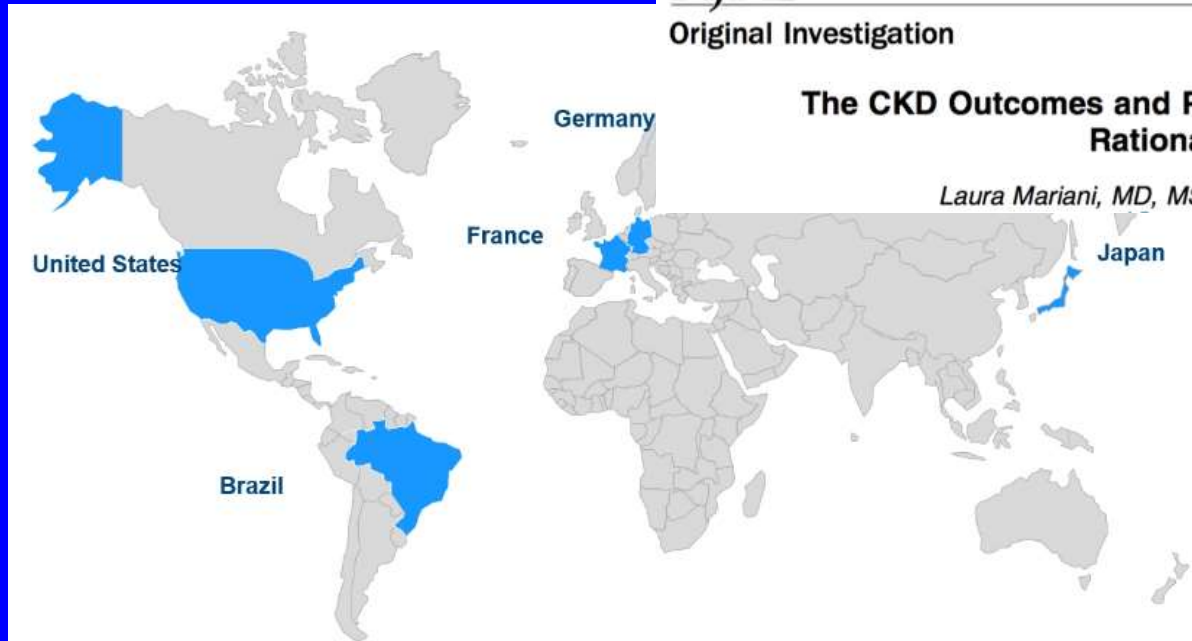 Original Investigation
The CKD Outcomes and
Rationa
Laura Mariani, MD, MS
Germany
France
United States
Japan
Brazil